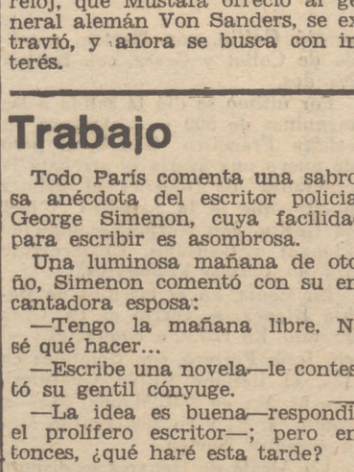 reloj, que Mustafá ofreció al ge
neral alemán Von Sanders, se ex
travió, y ahora se busca con in
terés.
Trabajo
Todo París comenta una sabro
sa anécdota del escritor policia
George Simenon, cuya facilida
para escribir es asombrosa.
Una luminosa mañana de oto
ño, Simenon comentó con su en
cantadora esposa:
—Tengo la mañana libre. N
sé qué hacer...
—Escribe una novela—le contes
tó su gentil cónyuge.
—La idea es buena—respondi
el prolífero escritor—; pero en
tonces, ¿qué haré esta tarde?